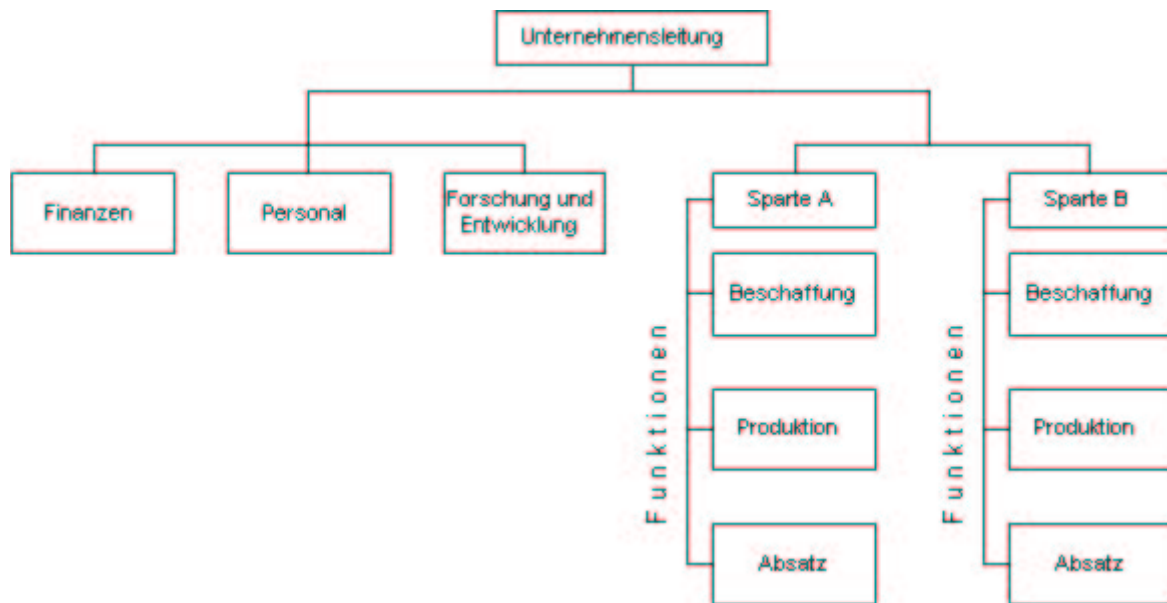 Unternehmensleitung
Finanzen
Personal
Forschung und
Entwicklung
Sparte A
Sparte B
Funktionen
Beschaffung
Produktion
Absatz
Funktionen
Beschaffung
Produktion
Absatz